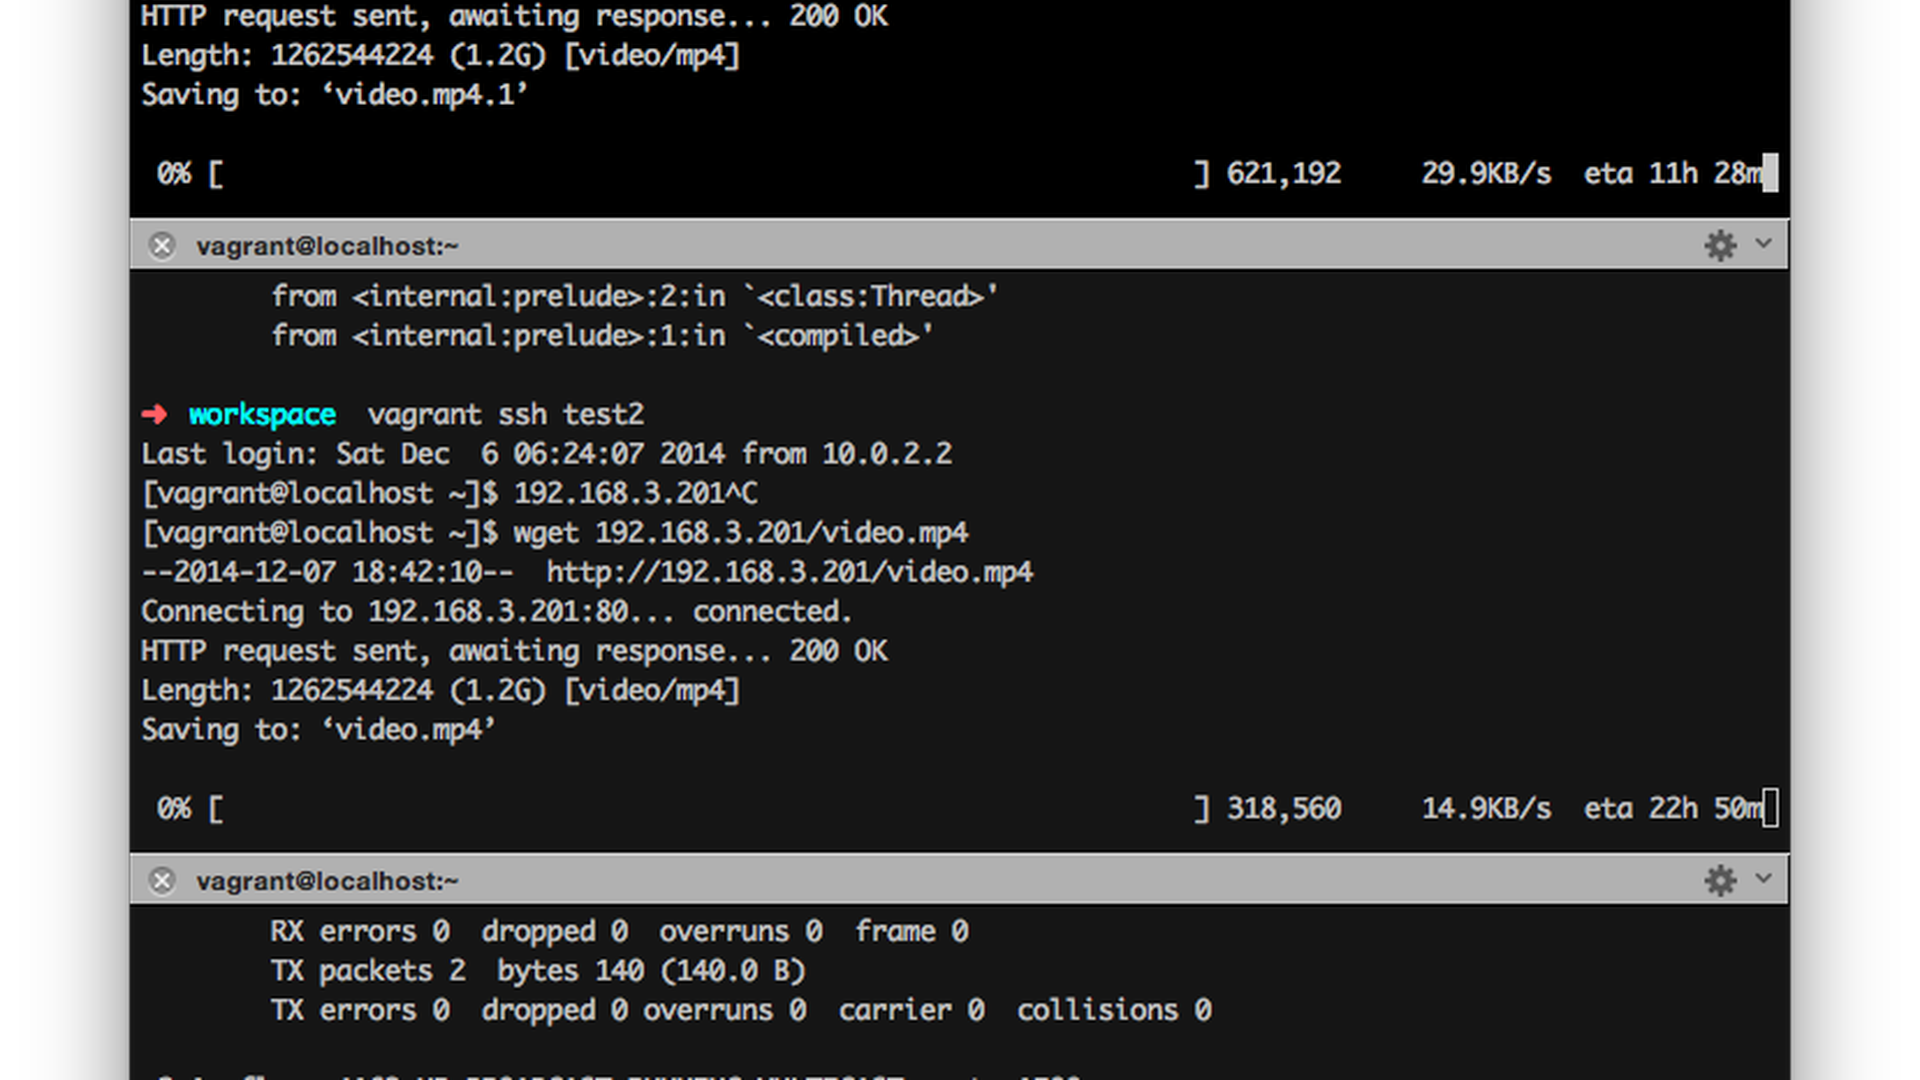 HTTP request sent, awaiting response... 200 OK
Length: 1262544224 (1.2G) [video/mp4]
Saving to: ‘video.mp4.1’
0% [ ] 621,192 29.9KB/s eta 11h 28m
vagrant@localhost:~
from <internal:prelude>:2:in `<class:Thread>'
from <internal:prelude>:1:in `<compiled>'
➜ workspace vagrant ssh test2
Last login: Sat Dec  6 06:24:07 2014 from 10.0.2.2
[vagrant@localhost ~]$ 192.168.3.201^C
[vagrant@localhost ~]$ wget 192.168.3.201/video.mp4
--2014-12-07 18:42:10--  http://192.168.3.201/video.mp4
Connecting to 192.168.3.201:80... connected.
HTTP request sent, awaiting response... 200 OK
Length: 1262544224 (1.2G) [video/mp4]
Saving to: ‘video.mp4’
0% [ ] 318,560 14.9KB/s eta 22h 50m
vagrant@localhost:~
RX errors 0  dropped 0  overruns 0  frame 0
TX packets 2  bytes 140 (140.0 B)
TX errors 0  dropped 0 overruns 0  carrier 0  collisions 0